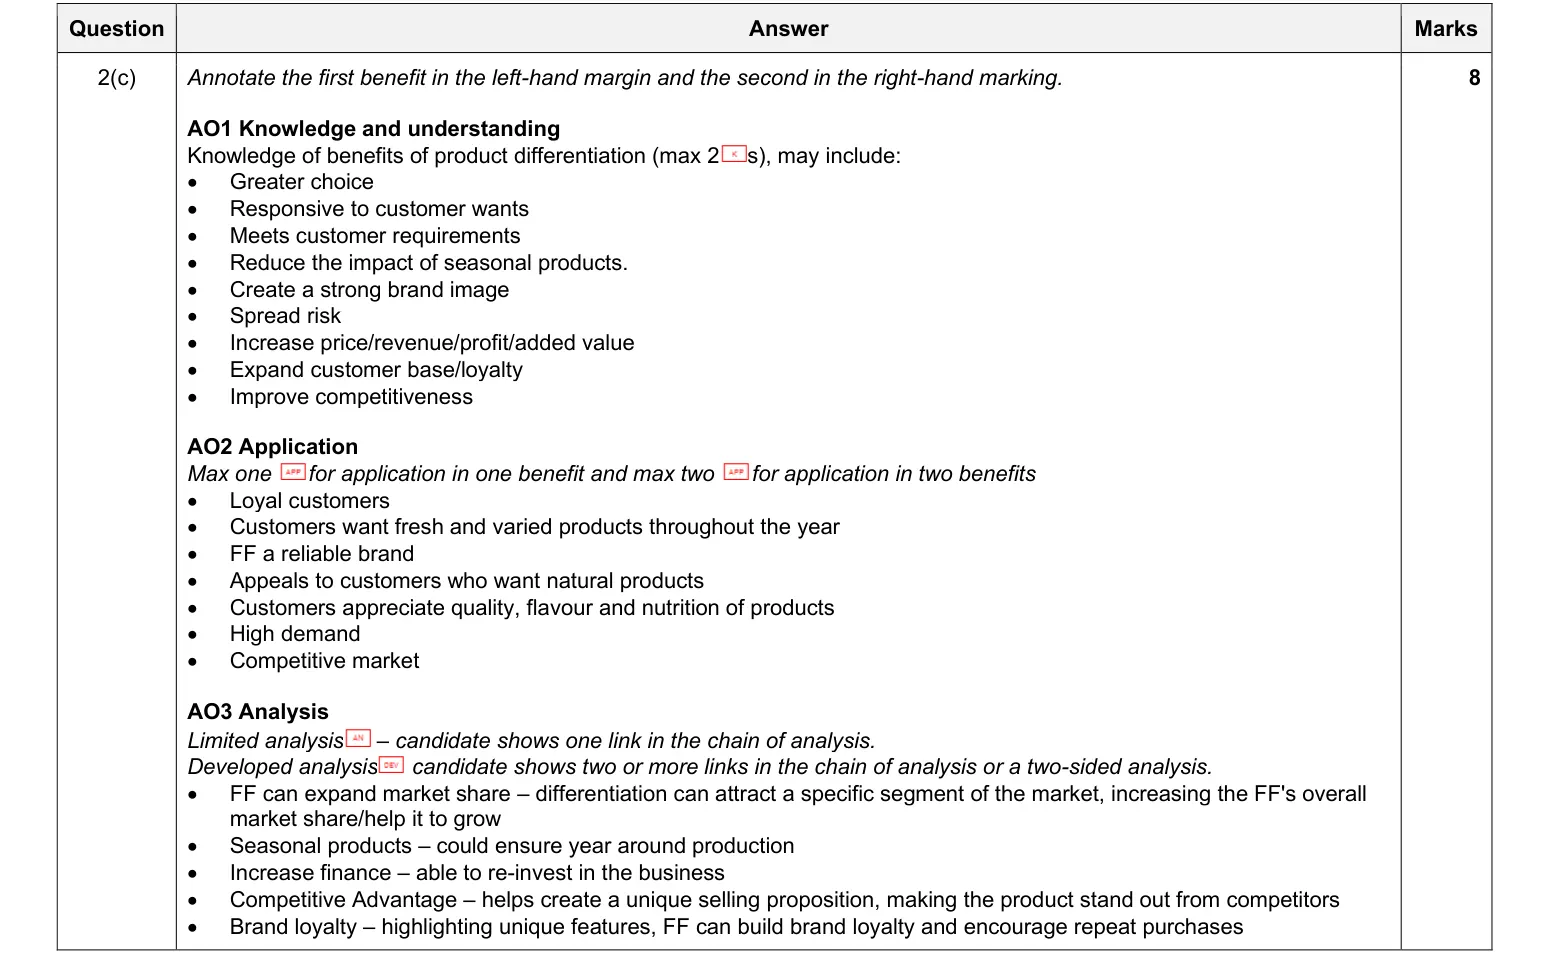 Question Answer Marks
2(c) Annotate the first benefit in the left-hand margin and the second in the right-hand marking. 8
AO1 Knowledge and understanding
Knowledge of benefits of product differentiation (max 2 K s), may include:
• Greater choice
• Responsive to customer wants
• Meets customer requirements
• Reduce the impact of seasonal products.
• Create a strong brand image
• Spread risk
• Increase price/revenue/profit/added value
• Expand customer base/loyalty
• Improve competitiveness
AO2 Application
Max one APP for application in one benefit and max two APP for application in two benefits
• Loyal customers
• Customers want fresh and varied products throughout the year
• FF a reliable brand
• Appeals to customers who want natural products
• Customers appreciate quality, flavour and nutrition of products
• High demand
• Competitive market
AO3 Analysis
Limited analysis AN – candidate shows one link in the chain of analysis.
Developed analysis DEV candidate shows two or more links in the chain of analysis or a two-sided analysis.
• FF can expand market share – differentiation can attract a specific segment of the market, increasing the FF's overall
market share/help it to grow
• Seasonal products – could ensure year around production
• Increase finance – able to re-invest in the business
• Competitive Advantage – helps create a unique selling proposition, making the product stand out from competitors
• Brand loyalty – highlighting unique features, FF can build brand loyalty and encourage repeat purchases